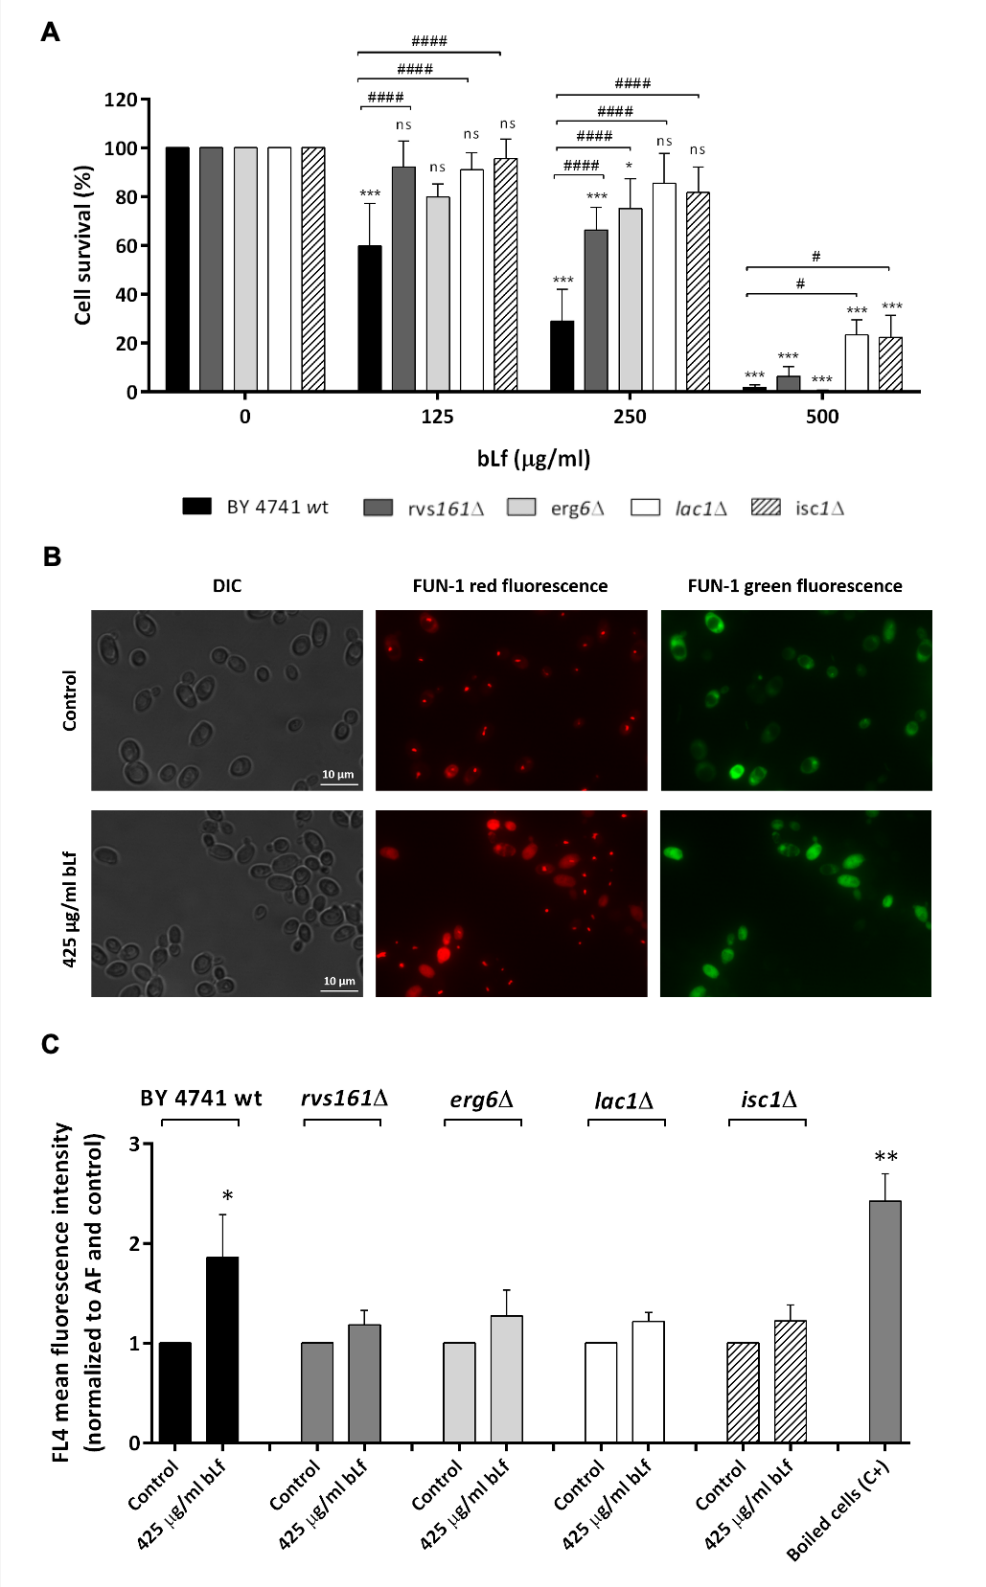 A
####
####
####
####
####
####
####
ns
ns
ns
ns
ns
***
***
*
***
#
#
***
***
***
***
***
120
100
80
60
40
20
0
Cell survival (%)
0 125 250 500
bLf (µg/ml)
BY 4741 wt rvs161Δ erg6Δ lac1Δ isc1Δ
B
DIC FUN-1 red fluorescence FUN-1 green fluorescence
Control
10 µm
425 µg/ml bLf
10 µm
C
BY 4741 wt rvs161Δ erg6Δ lac1Δ isc1Δ
FL4 mean fluorescence intensity
(normalized to AF and control)
3
2
1
0
*
**
Control 425 µg/ml bLf Control 425 µg/ml bLf Control 425 µg/ml bLf Control 425 µg/ml bLf Control 425 µg/ml bLf Boiled cells (C+)